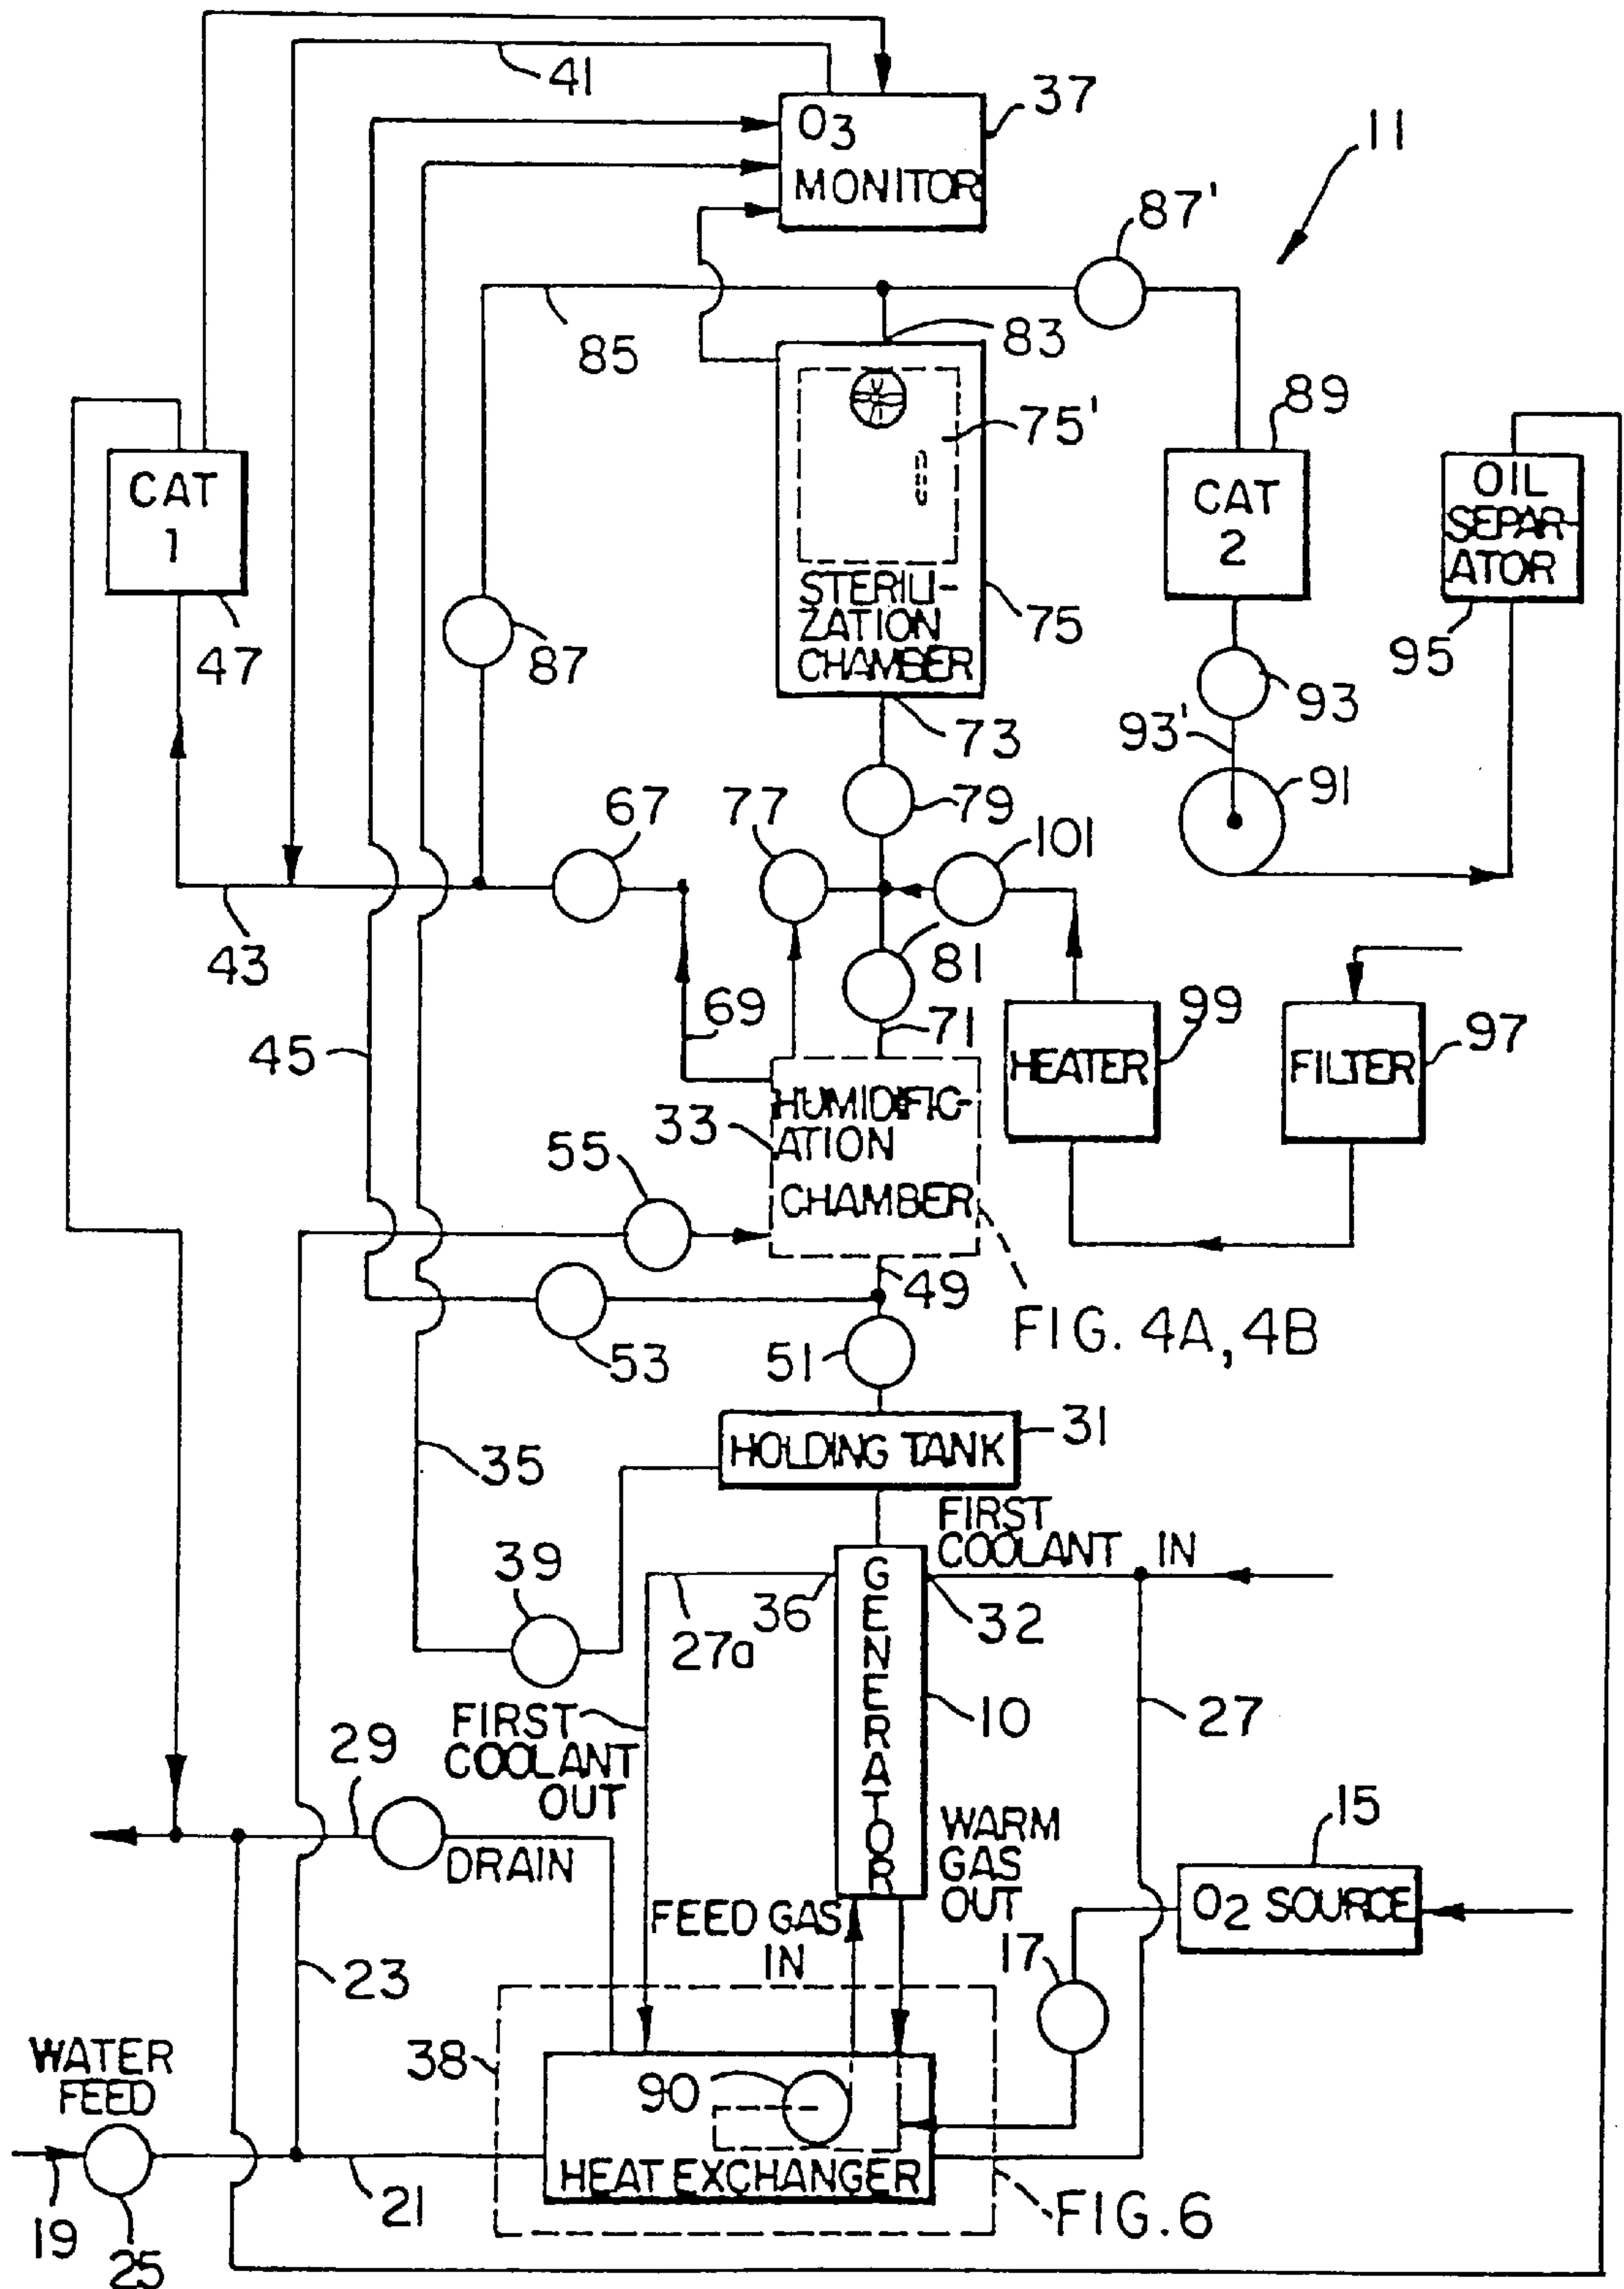 41
O3
MONITOR
37
11
87'
85
83
75'
89
CAT
1
CAT
2
OIL
SEPAR-
ATOR
STERILI-
ZATION
CHAMBER
75
47
87
95
93
73
93'
91
67
77
79
101
43
81
69
71
99
97
45
HEATER
FILTER
33
HUMIDIFIC-
ATION
CHAMBER
55
49
FIG. 4A, 4B
53
51
31
HOLDING TANK
35
FIRST
COOLANT IN
39
36
32
27a
GENERATOR
10
27
FIRST
COOLANT
OUT
29
15
DRAIN
WARM
GAS
OUT
O2 SOURCE
FEED GAS
IN
17
23
WATER
FEED
38
90
HEAT EXCHANGER
21
FIG.6
19
25